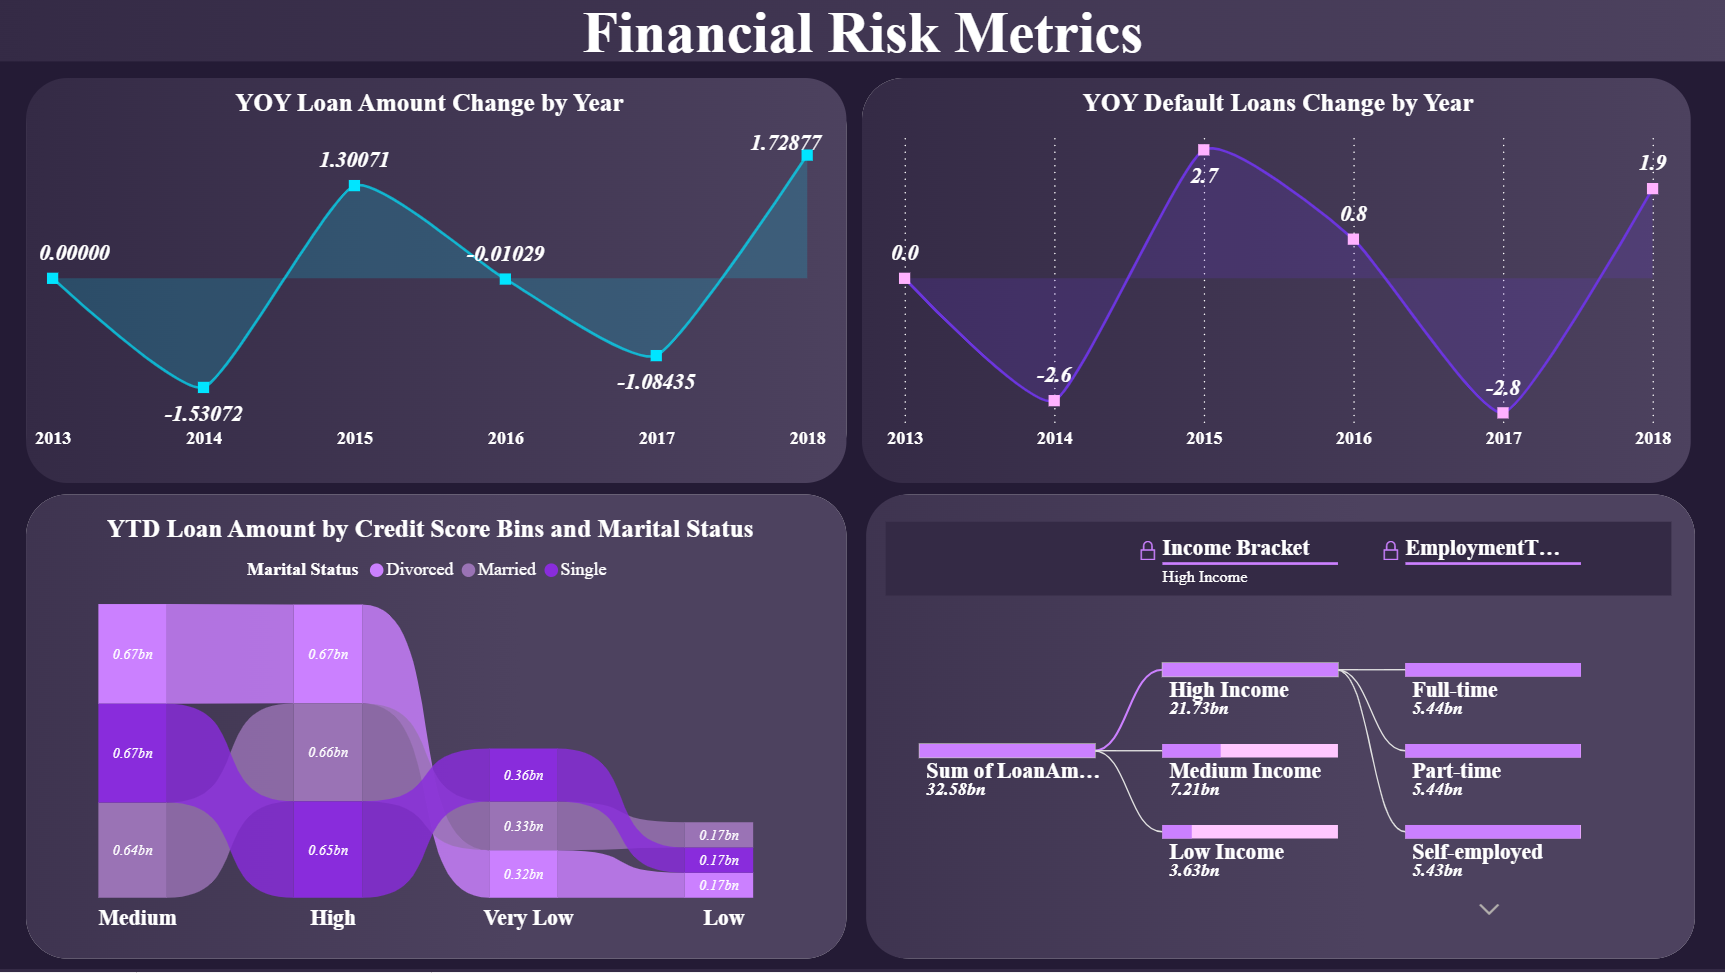 Financial Risk Metrics
YOY Loan Amount Change by Year
1.72877
1.30071
0.00000
-0.01029
-1.08435
-1.53072
2013 2014 2015 2016 2017 2018
YOY Default Loans Change by Year
2.7
1.9
0.8
0.0
-2.6
-2.8
2013 2014 2015 2016 2017 2018
YTD Loan Amount by Credit Score Bins and Marital Status
Marital Status Divorced Married Single
0.67bn 0.67bn
0.67bn 0.66bn 0.36bn
0.33bn 0.17bn
0.64bn 0.65bn 0.17bn
0.32bn 0.17bn
Medium High Very Low Low
Income Bracket EmploymentT...
High Income
High Income Full-time
21.73bn 5.44bn
Sum of LoanAm... Medium Income Part-time
32.58bn 7.21bn 5.44bn
Low Income Self-employed
3.63bn 5.43bn